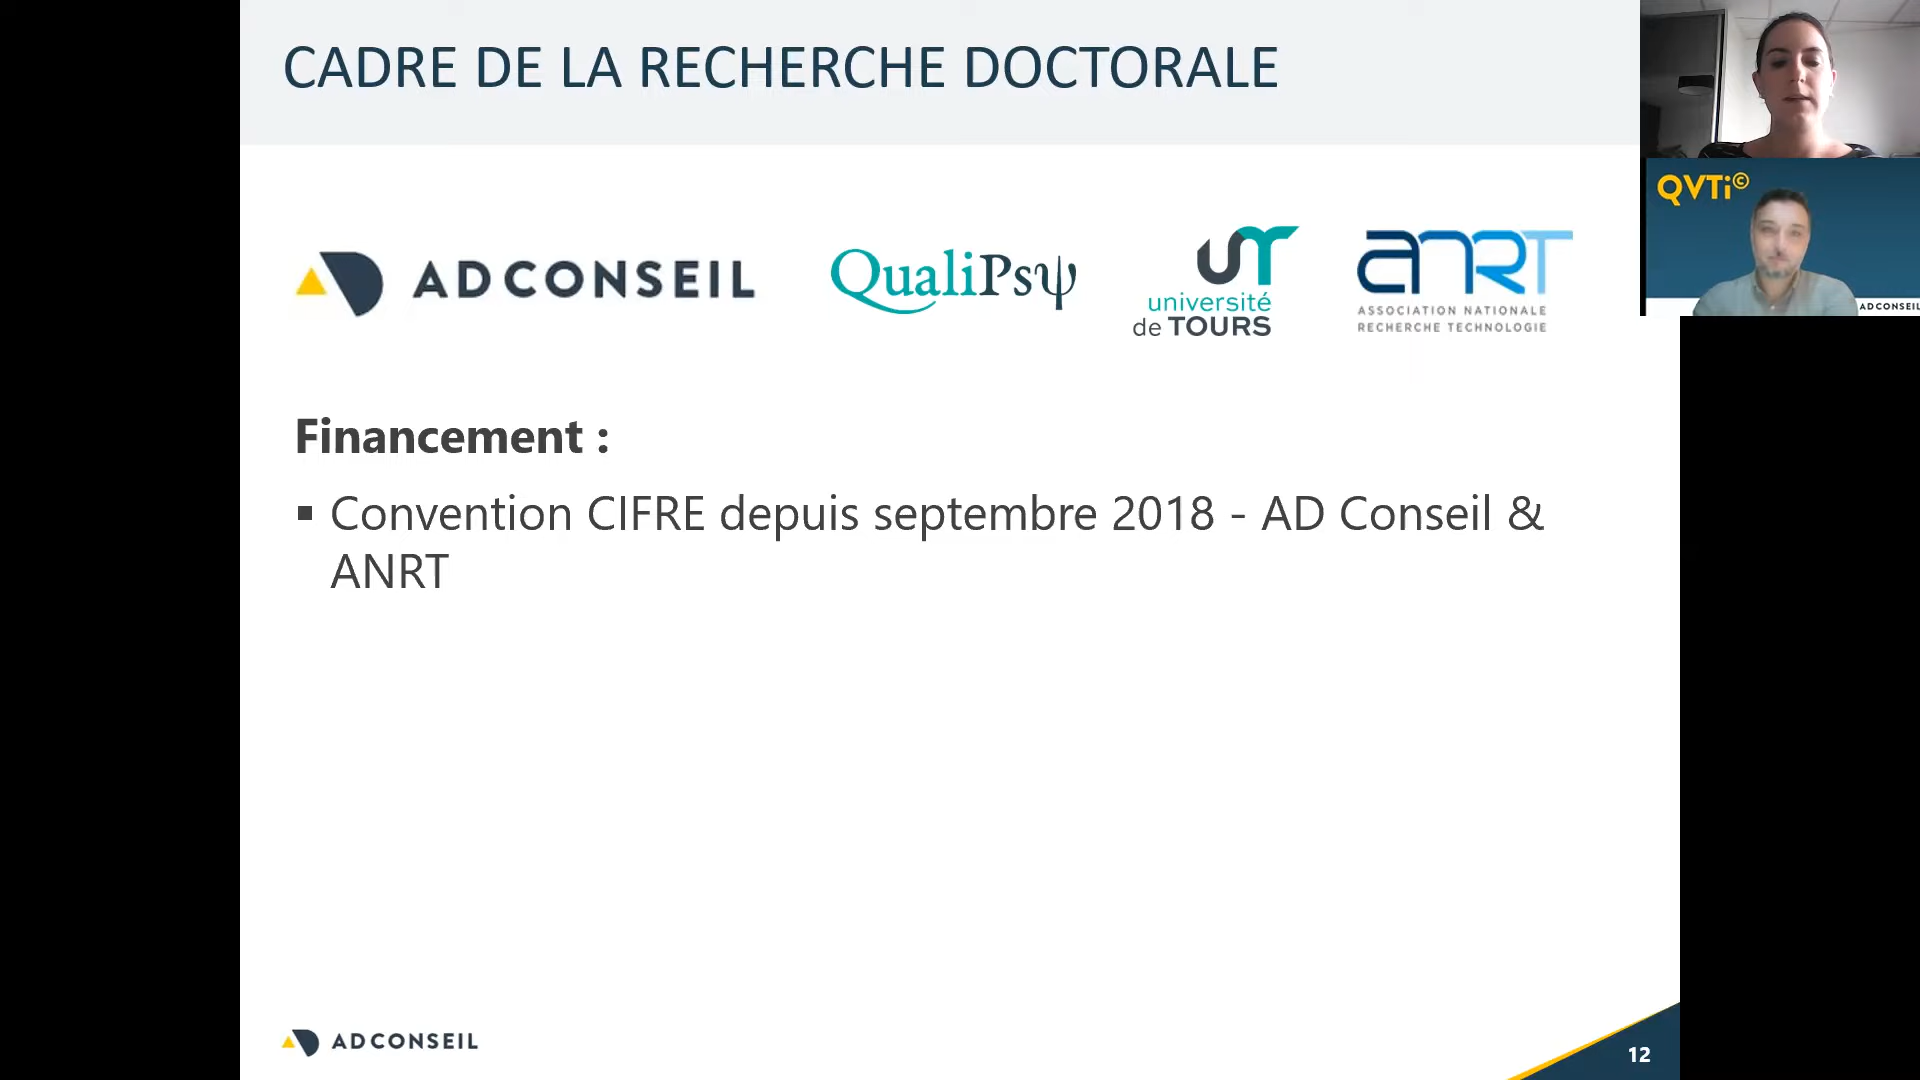 CADRE DE LA RECHERCHE DOCTORALE
QVTi©
ADCONSEIL
ADCONSEIL
QualiPsψ
université
de TOURS
anRT
ASSOCIATION NATIONALE
RECHERCHE TECHNOLOGIE
Financement :
▪ Convention CIFRE depuis septembre 2018 - AD Conseil &
ANRT
ADCONSEIL
12